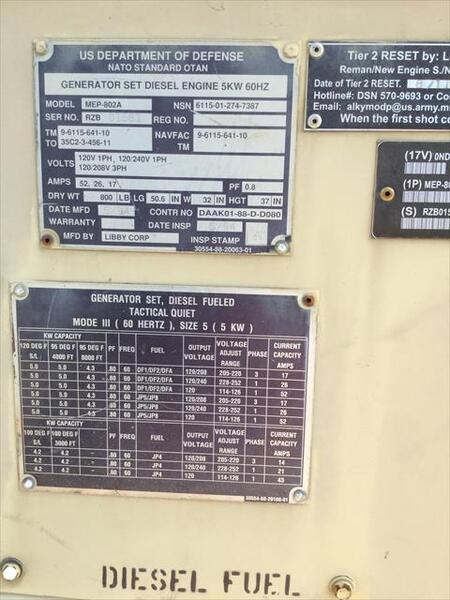 US DEPARTMENT OF DEFENSE
NATO STANDARD OTAN
GENERATOR SET DIESEL ENGINE 5KW 60HZ
MODEL MEP-802A NSN 6115-01-274-7387
SER NO. RZB REG NO.
TM 9-6115-641-10 NAVFAC 9-6115-641-10
TO 35C2-3-456-11 TM
VOLTS 120V 1PH, 120/240V 1PH
120/208V 3PH
AMPS 52, 26, 17 PF 0.8
DRY WT 800 LB LG 50.6 IN W 32 IN HGT 37 IN
DATE MFD CONTR NO DAAK01-88-D-D080
WARRANTY DATE INSP
MFD BY LIBBY CORP INSP STAMP
30554-88-20063-01
Tier 2 RESET by: L
Reman/New Engine S/N
Date of Tier 2 RESET.
Hotline#: DSN 570-9693 or Co
Email: alkymodp@us.army.m
When the first shot co
(17V) 0ND
(1P) MEP-80
(S) RZB015
GENERATOR SET, DIESEL FUELED
TACTICAL QUIET
MODE III ( 60 HERTZ ), SIZE 5 ( 5 KW )
KW CAPACITY PF FREQ FUEL OUTPUT VOLTAGE VOLTAGE ADJUST RANGE PHASE CURRENT CAPACITY AMPS
120 DEG F S/L 95 DEG F 4000 FT 95 DEG F 8000 FT
5.0 5.0 4.3 .80 60 DF1/DF2/DFA 120/208 205-220 3 17
5.0 5.0 4.3 .80 60 DF1/DF2/DFA 120/240 228-252 1 26
5.0 5.0 4.3 .80 60 DF1/DF2/DFA 120 114-126 1 52
5.0 5.0 4.3 .80 60 JP5/JP8 120/208 205-220 3 17
5.0 5.0 4.3 .80 60 JP5/JP8 120/240 228-252 1 26
5.0 5.0 4.3 .80 60 JP5/JP8 120 114-126 1 52
KW CAPACITY PF FREQ FUEL OUTPUT VOLTAGE VOLTAGE ADJUST RANGE PHASE CURRENT CAPACITY AMPS
100 DEG F S/L 100 DEG F 3000 FT
4.2 4.2 – .80 60 JP4 120/208 205-220 3 14
4.2 4.2 – .80 60 JP4 120/240 228-252 1 21
4.2 4.2 – .80 60 JP4 120 114-126 1 43
30554-88-20100-01
DIESEL FUEL